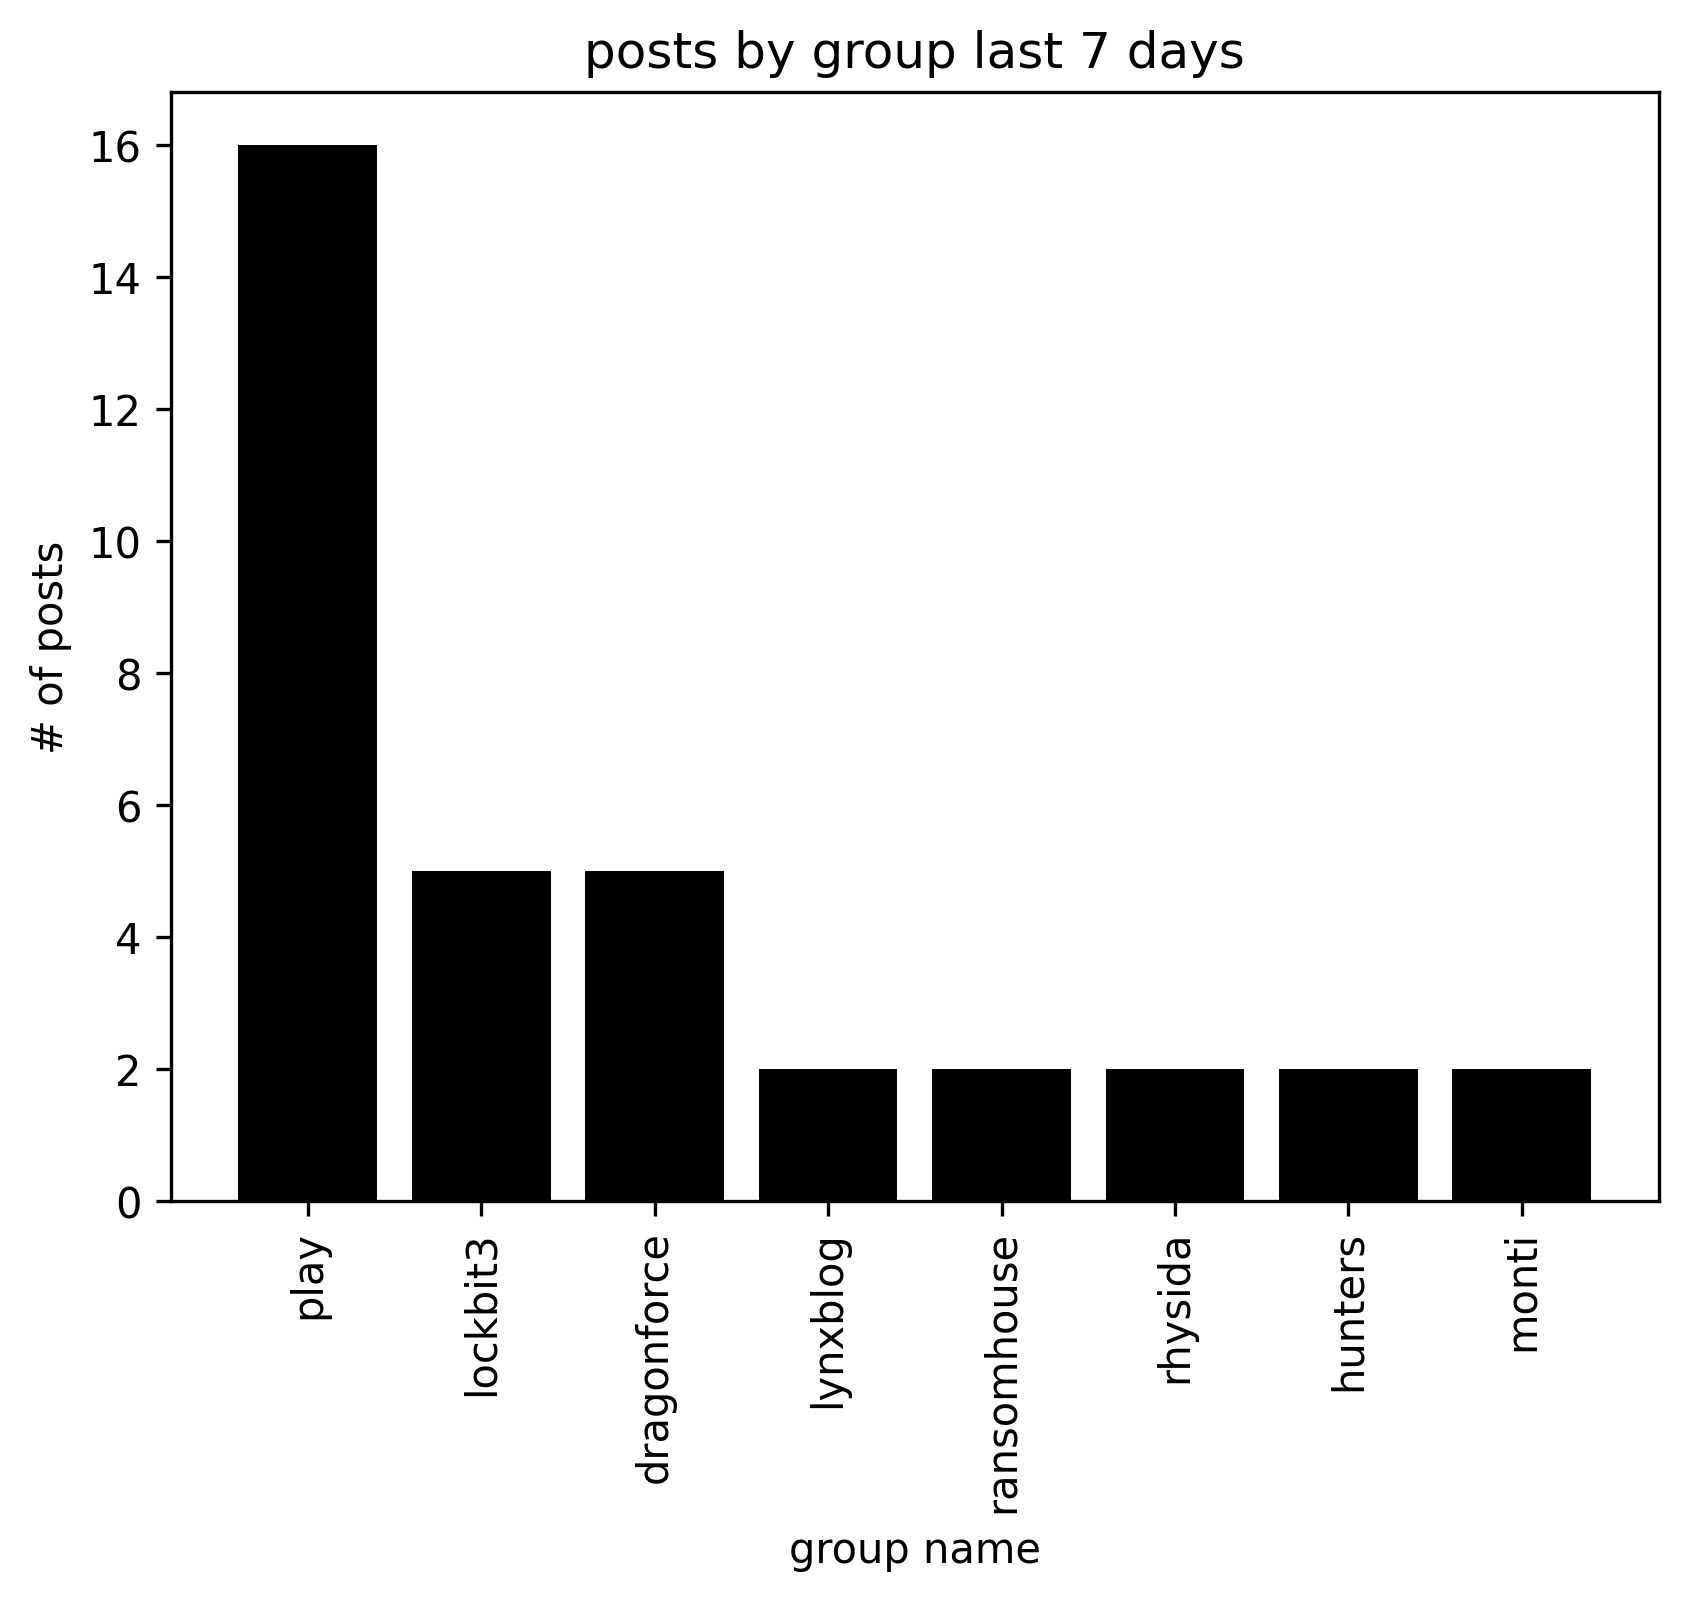 posts by group last 7 days
16
14
12
10
8
6
4
2
0
# of posts
play
lockbit3
dragonforce
lynxblog
ransomhouse
rhysida
hunters
monti
group name